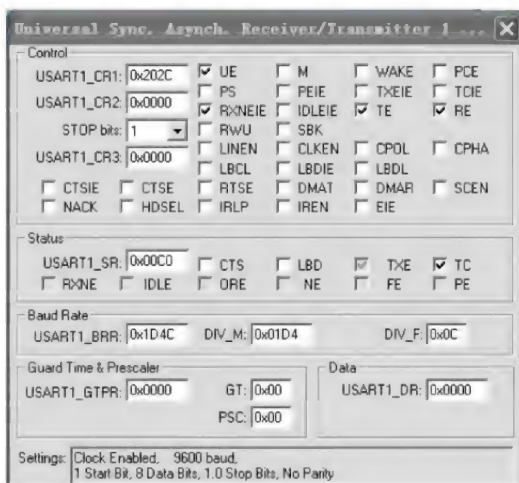 Universal Sync. Asynch. Receiver/Transmitter 1 ...
Control
USART1_CR1: 0x202C UE M WAKE PCE
PS PEIE TXEIE TCIE
USART1_CR2: 0x0000 RXNEIE IDLEIE TE RE
STOP bits: 1 RWU SBK
LINEN CLKEN CPOL CPHA
USART1_CR3: 0x0000 LBCL LBDIE LBDL
CTSIE CTSE RTSE DMAT DMAR SCEN
NACK HDSEL IRLP IREN EIE
Status
USART1_SR: 0x00C0 CTS LBD TXE TC
RXNE IDLE ORE NE FE PE
Baud Rate
USART1_BRR: 0x1D4C DIV_M: 0x01D4 DIV_F: 0x0C
Guard Time & Prescaler Data
USART1_GTPR: 0x0000 GT: 0x00 USART1_DR: 0x0000
PSC: 0x00
Settings: Clock Enabled, 9600 baud,
1 Start Bit, 8 Data Bits, 1.0 Stop Bits, No Parity